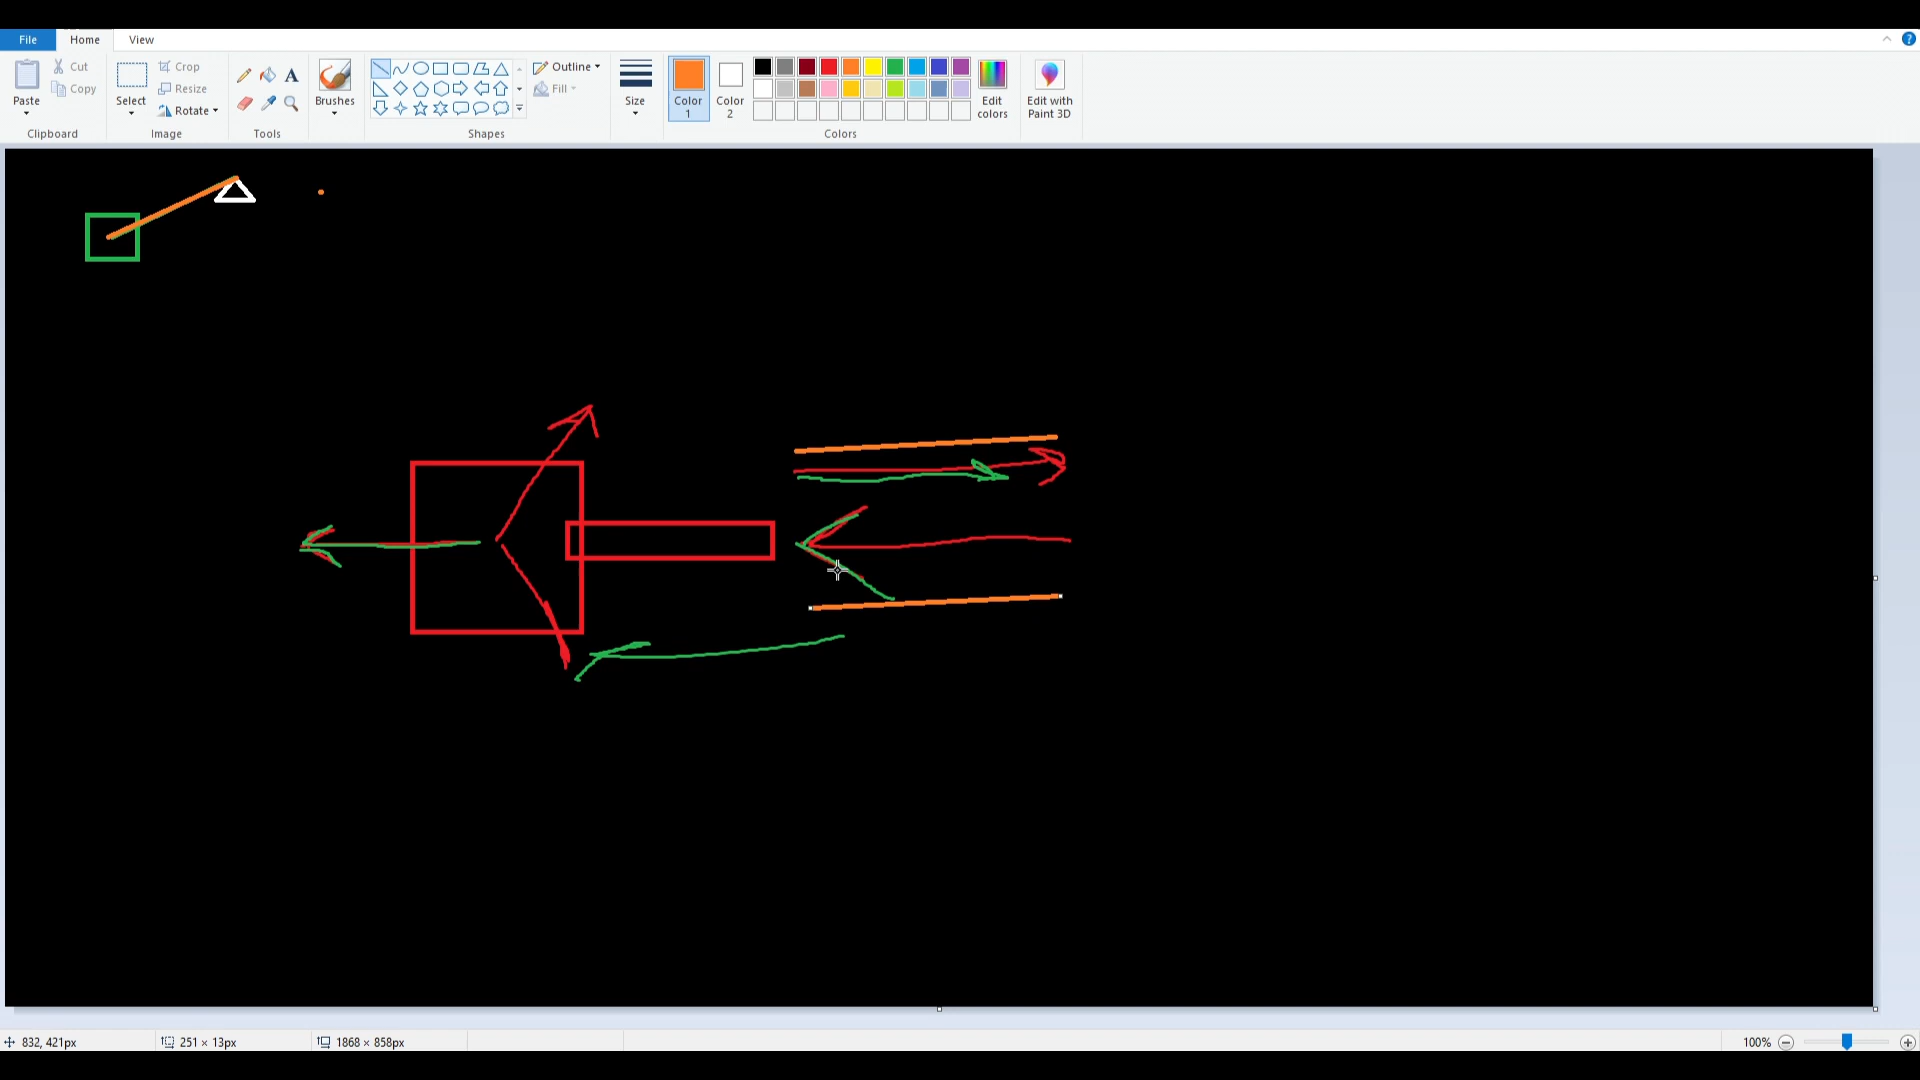 File Home View
Paste
Cut
Copy
Clipboard
Select
Crop
Resize
Rotate
Image
Tools
Brushes
Shapes
Outline
Fill
Size
Color 1
Color 2
Edit colors
Colors
Edit with Paint 3D
832, 421px 251 × 13px 1868 × 858px 100%